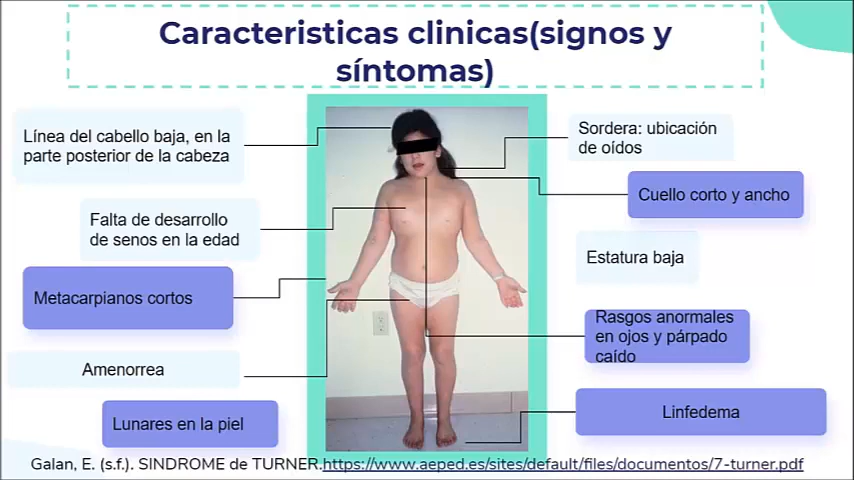 Caracteristicas clinicas(signos y
síntomas)
Línea del cabello baja, en la
parte posterior de la cabeza
Falta de desarrollo
de senos en la edad
Metacarpianos cortos
Amenorrea
Lunares en la piel
Sordera: ubicación
de oídos
Cuello corto y ancho
Estatura baja
Rasgos anormales
en ojos y párpado
caído
Linfedema
Galan, E. (s.f.). SINDROME de TURNER.https://www.aeped.es/sites/default/files/documentos/7-turner.pdf